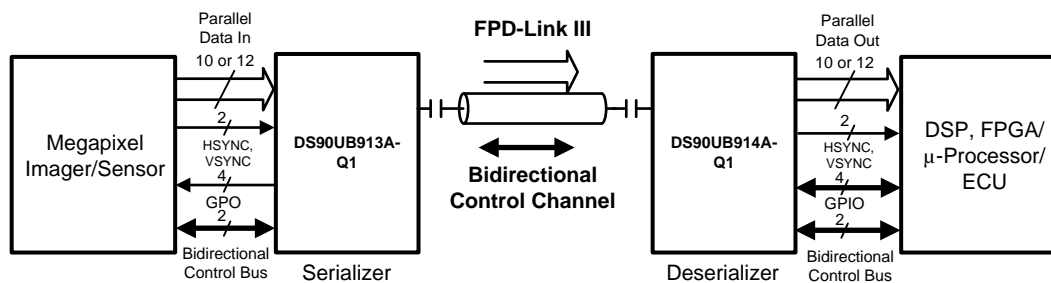 Parallel
Data In
10 or 12
2
HSYNC,
VSYNC
4
GPO
2
Bidirectional
Control Bus
Megapixel
Imager/Sensor
DS90UB913A-
Q1
Serializer
FPD-Link III
Bidirectional
Control Channel
DS90UB914A-
Q1
Deserializer
Parallel
Data Out
10 or 12
2
HSYNC,
VSYNC
4
GPIO
2
Bidirectional
Control Bus
DSP, FPGA/
μ-Processor/
ECU